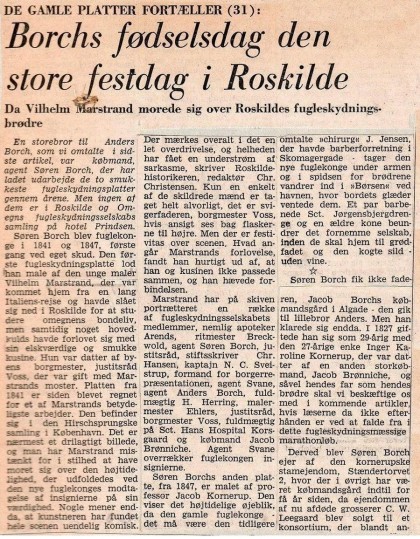 DE GAMLE PLATTER FORTÆLLER (31):
Borchs fødselsdag den
store festdag i Roskilde
Da Vilhelm Marstrand morede sig over Roskildes fugleskydnings-
brødre
En storebror til Anders
Borch, som vi omtalte i sid-
ste artikel, var købmand,
agent Søren Borch, der har
ladet udarbejde de to smuk-
keste fugleskydningsplatter
gennem årene. Men ingen af
dem er i Roskilde og Om-
egns fugleskydningsselskabs
samling på hotel Prindsen.
Søren Borch blev fuglekon-
ge i 1841 og 1847, første
gang ved eget skud. Den før-
ste fugleskydningsplatte lod
han male af den unge maler
Vilhelm Marstrand, der var
kommet hjem fra en lang
Italiens-rejse og havde slået
sig ned i Roskilde for at stu-
dere omegnens bondeliv,
men samtidig noget hoved-
kulds havde forlovet sig med
sin elskværdige og smukke
kusine. Hun var datter af by-
ens borgmester, justitsråd
Voss, der var gift med Mar-
strands moster. Platten fra
1841 er siden blevet regnet
for et af Marstrands betyde-
ligste arbejder. Den befinder
sig i den Hirschsprungske
samling i København. Det er
nærmest et drilagtigt billede,
og man har Marstrand mis-
tænkt for i stilhed at have
moret sig over den højtide-
lighed, der udfoldedes ved
den nye fuglekonges modta-
gelse af insignierne på sin
værdighed. Nogle mener end-
da, at kunstneren har fundet
hele scenen uendelig komisk.
Der mærkes overalt i det en
let overdrivelse, og helheden
har fået en understrøm af
sarkasme, skriver Roskilde-
historikeren, redaktør Chr.
Christensen. Kun en enkelt
af de skildrede mænd er ta-
get helt alvorligt, det er svi-
gerfaderen, borgmester Voss,
hvis ansigt ses bag flasker-
ne til højre. Men der er festi-
vitas over scenen, Hvad an-
går Marstrands forlovelse,
fandt han hurtigt ud af, at
han og kusinen ikke passede
sammen, og han hævede for-
bindelsen.
Marstrand har på skiven
portrætteret en række af
fugleskydningsselskabets
medlemmer, nemlig apoteker
Arends, ritmester Breck-
wold, agent Søren Borch, ju-
stitsråd, stiftsskriver Chr.
Hansen, kaptajn N. C. Svei-
strup, formand for borgerre-
præsentationen, agent Svane,
agent Anders Borch, fuld-
mægtig H. Herring, maler-
mester Ehlers, justitsråd,
borgmester Voss, fuldmægtig
på Sct. Hans Hospital Kors-
gaard og købmand Jacob
Brønniche. Agent Svane
overrækker fuglekongen in-
signierne.
Søren Borchs anden plat-
te, fra 1847, er malet af pro-
fessor Jacob Kornerup. Den
viser det højtidelige øjeblik,
da den gamle fuglekonge -
det må være den tidligere
omtalte »chirurg« J. Jensen,
der havde barberforretning i
Skomagergade - tager den
nye fuglekonge under armen
og i spidsen for brødrene
vandrer ind i »Børsen« ved
havnen, hvor bordets glæder
ventede dem. Et par barbe-
nede Sct. Jørgensbjergdren-
ge og en ældre kone beun-
drer det fornemme selskab,
inden de skal hjem til grød-
fadet og den kogte sild -
uden vine.
☆
Søren Borch fik ikke fade-
ren, Jacob Borchs køb-
mandsgård i Algade - den gik
til lillebror Anders. Men han
klarede sig endda. I 1827 gif-
tede han sig som 29-årig med
den 27-årige enke Inger Ka-
roline Kornerup, der var dat-
ter af en anden storkøb-
mand, Jacob Brønniche, og
såvel hendes far som hendes
brødre skal vi beskæftige os
med i kommende artikler,
hvis læserne da ikke efter-
hånden er ved at falde fra i
dette fugleskydningsmæssige
marathonløb.
Derved blev Søren Borch
ejer af den kornerupske
stamejendom, Stændertorvet
2, hvor der i øvrigt har væ-
ret købmandsgård indtil for
få år siden, da ejendommen
af nu afdøde grosserer C. W.
Leegaard blev solgt til et
konsortium, der blandt an-